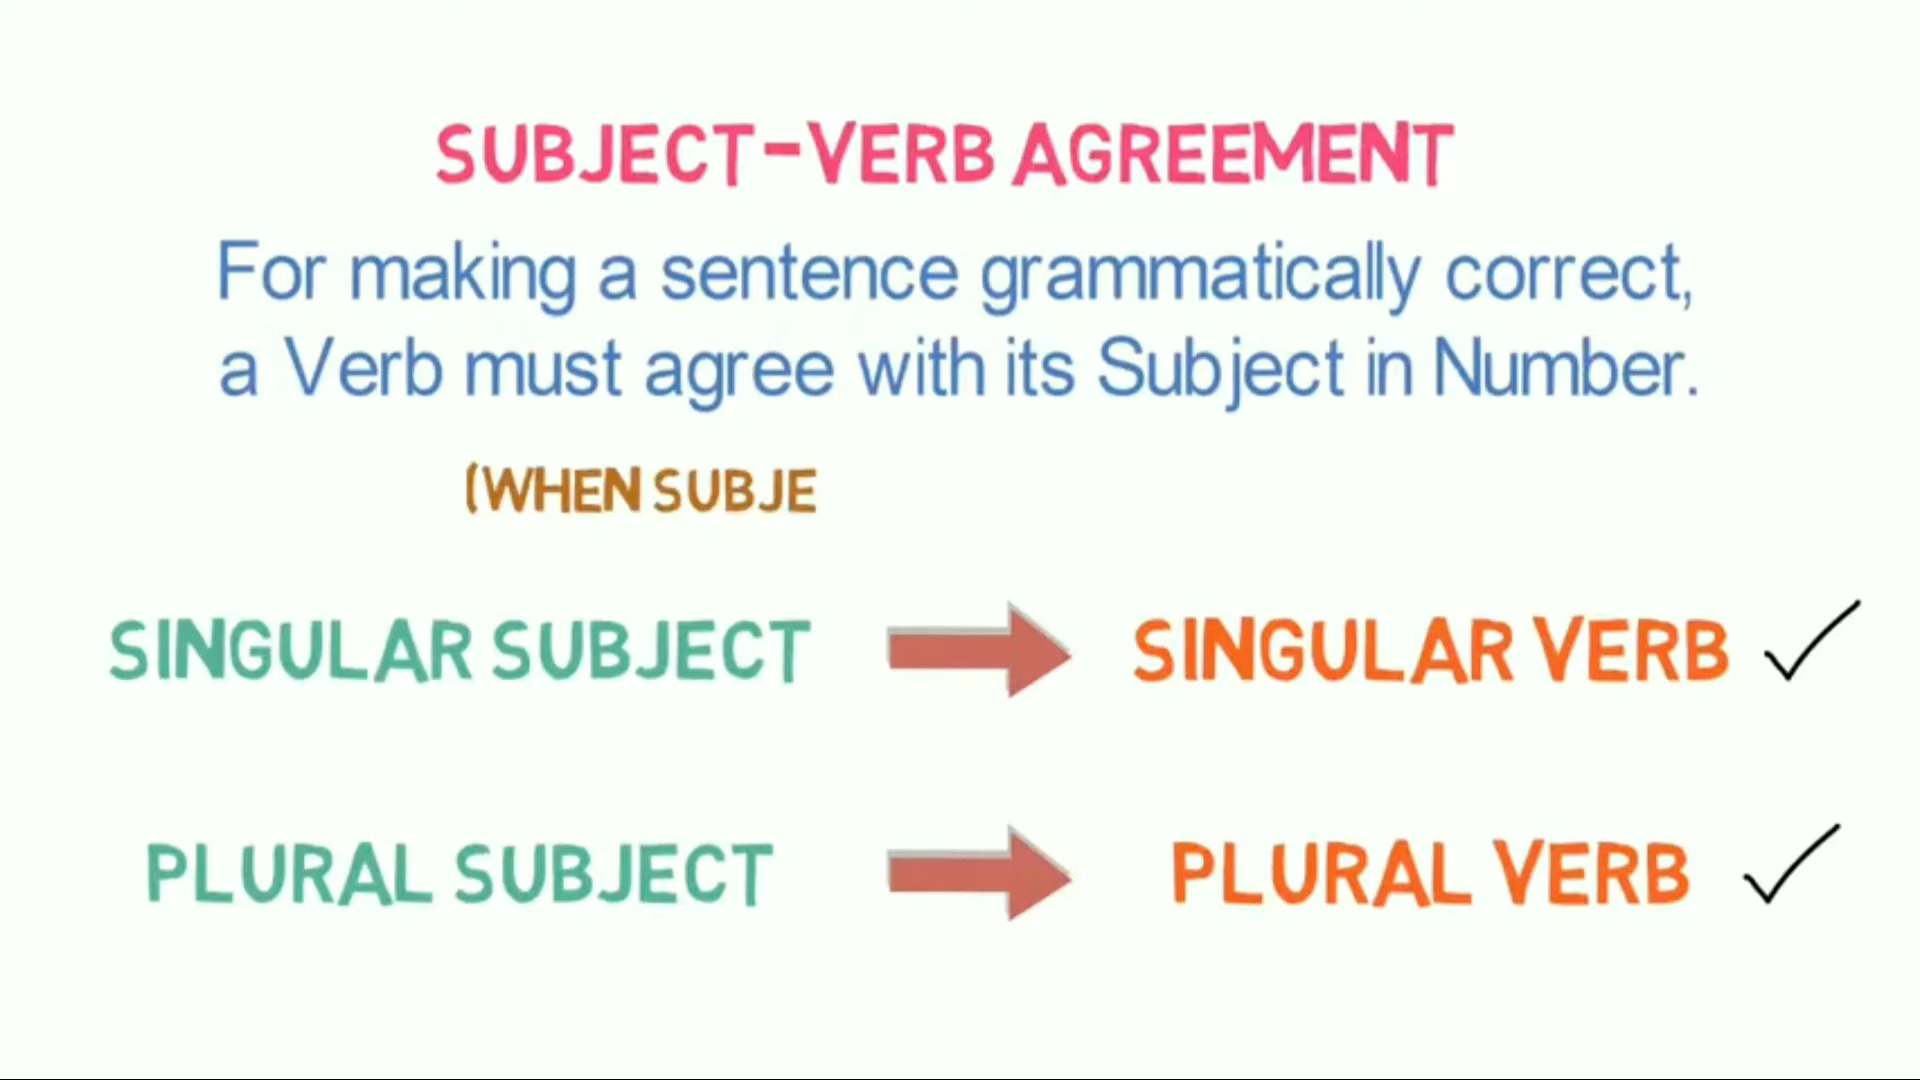 SUBJECT-VERB AGREEMENT
For making a sentence grammatically correct,
a Verb must agree with its Subject in Number.
(WHEN SUBJE
SINGULAR SUBJECT SINGULAR VERB
PLURAL SUBJECT PLURAL VERB